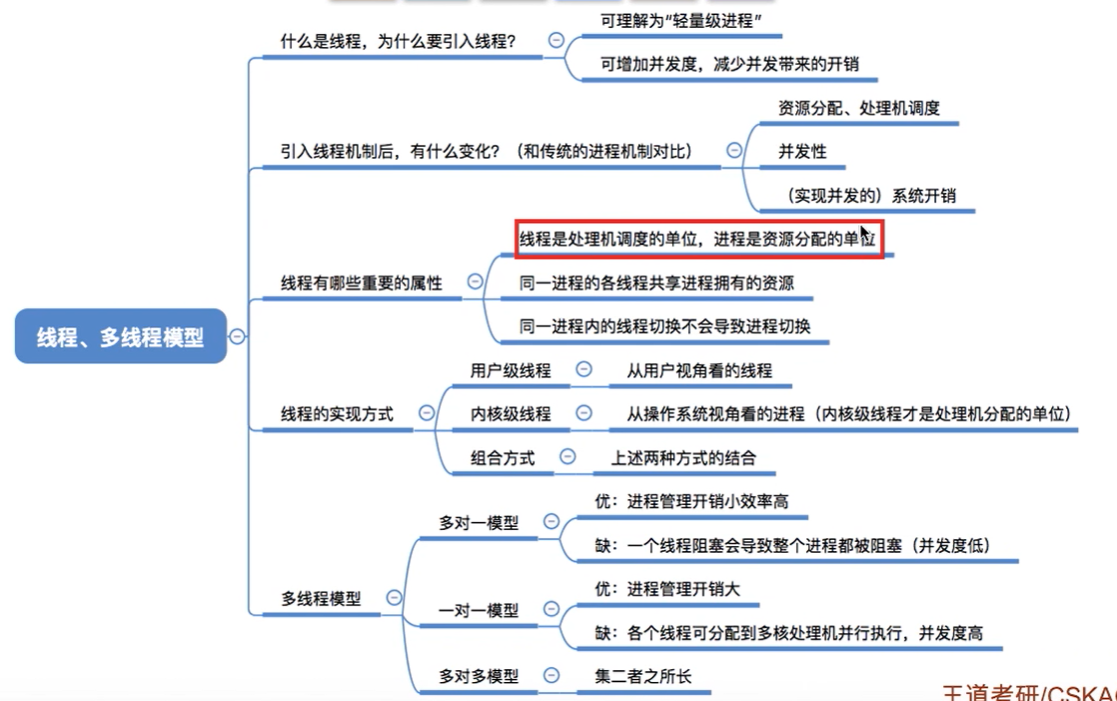 什么是线程，为什么要引入线程？
可理解为“轻量级进程”
可增加并发度，减少并发带来的开销
引入线程机制后，有什么变化？（和传统的进程机制对比）
资源分配、处理机调度
并发性
（实现并发的）系统开销
线程、多线程模型
线程有哪些重要的属性
线程是处理机调度的单位，进程是资源分配的单位
同一进程的各线程共享进程拥有的资源
同一进程内的线程切换不会导致进程切换
线程的实现方式
用户级线程
从用户视角看的线程
内核级线程
从操作系统视角看的进程（内核级线程才是处理机分配的单位）
组合方式
上述两种方式的结合
多线程模型
多对一模型
优：进程管理开销小效率高
缺：一个线程阻塞会导致整个进程都被阻塞（并发度低）
一对一模型
优：进程管理开销大
缺：各个线程可分配到多核处理机并行执行，并发度高
多对多模型
集二者之所长
王道考研/CSKAO